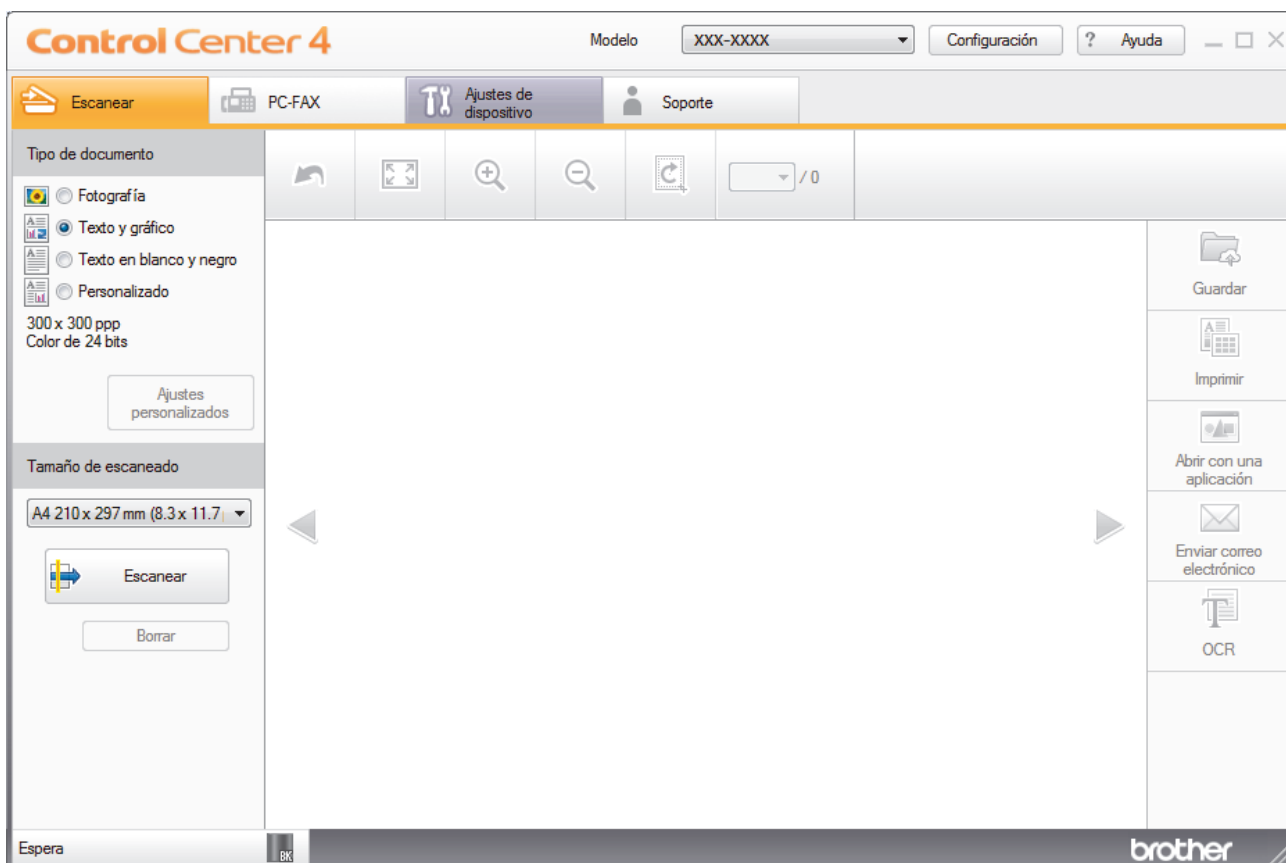 Control Center 4
Modelo
XXX-XXXX
Configuración
? Ayuda
Escanear
PC-FAX
Ajustes de
dispositivo
Soporte
Tipo de documento
Fotografía
Texto y gráfico
Texto en blanco y negro
Personalizado
300 x 300 ppp
Color de 24 bits
Ajustes
personalizados
Tamaño de escaneado
A4 210 x 297 mm (8.3 x 11.7
Escanear
Borrar
/ 0
Guardar
Imprimir
Abrir con una
aplicación
Enviar correo
electrónico
OCR
Espera
BK
brother